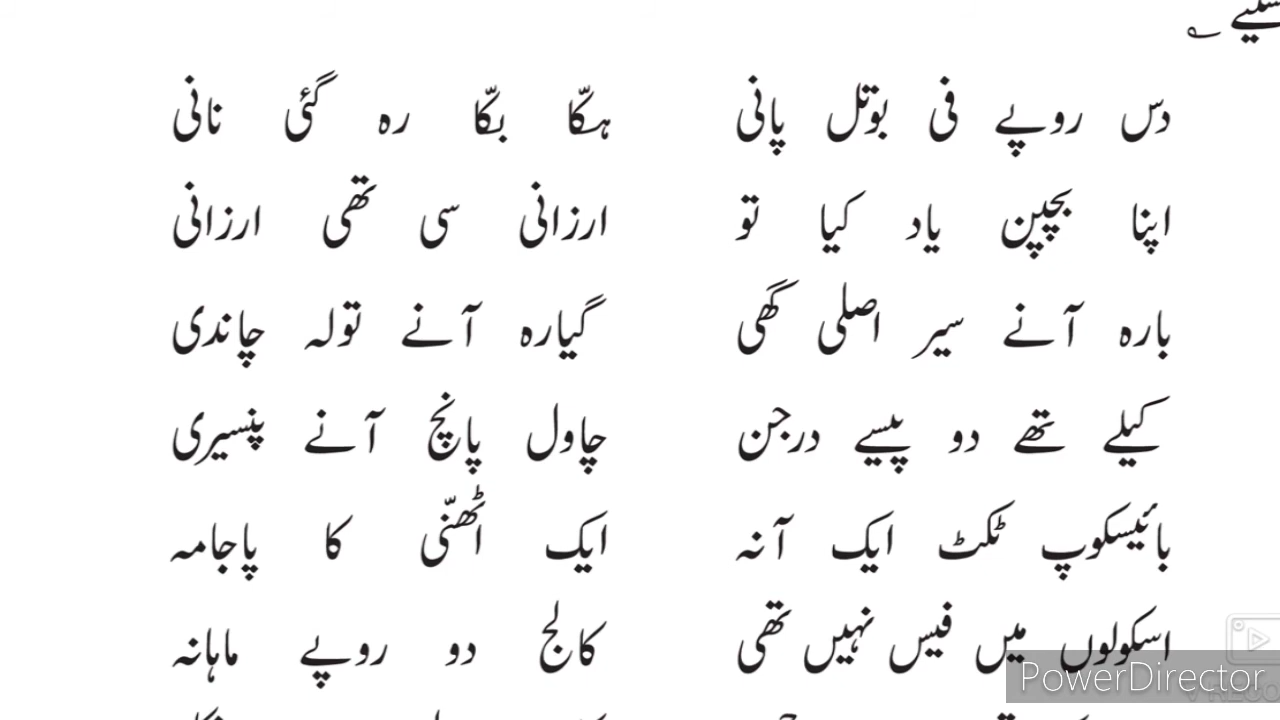 دس روپے فی بوتل پانی ہکّا بکّا رہ گئی نانی
اپنا بچپن یاد کیا تو ارزانی سی تھی ارزانی
بارہ آنے سیر اصلی گھی گیارہ آنے تولہ چاندی
کیلے تھے دو پیسے درجن چاول پانچ آنے پنسیری
بائیسکوپ ٹکٹ ایک آنہ ایک اٹھنّی کا پاجامہ
اسکولوں میں فیس نہیں تھی کالج دو روپے ماہانہ
PowerDirector